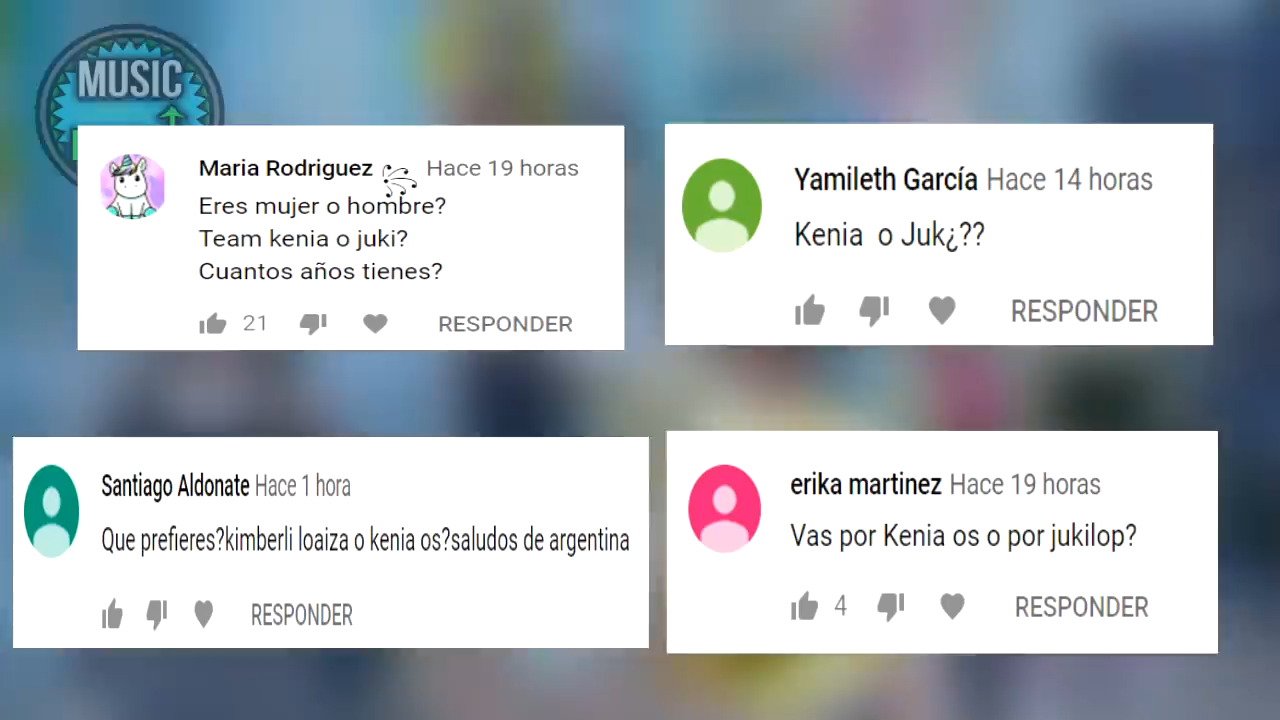 MUSIC
Maria Rodriguez Hace 19 horas
Eres mujer o hombre?
Team kenia o juki?
Cuantos años tienes?
21 RESPONDER
Yamileth García Hace 14 horas
Kenia o Juk¿??
RESPONDER
Santiago Aldonate Hace 1 hora
Que prefieres?kimberli loaiza o kenia os?saludos de argentina
RESPONDER
erika martinez Hace 19 horas
Vas por Kenia os o por jukilop?
4 RESPONDER